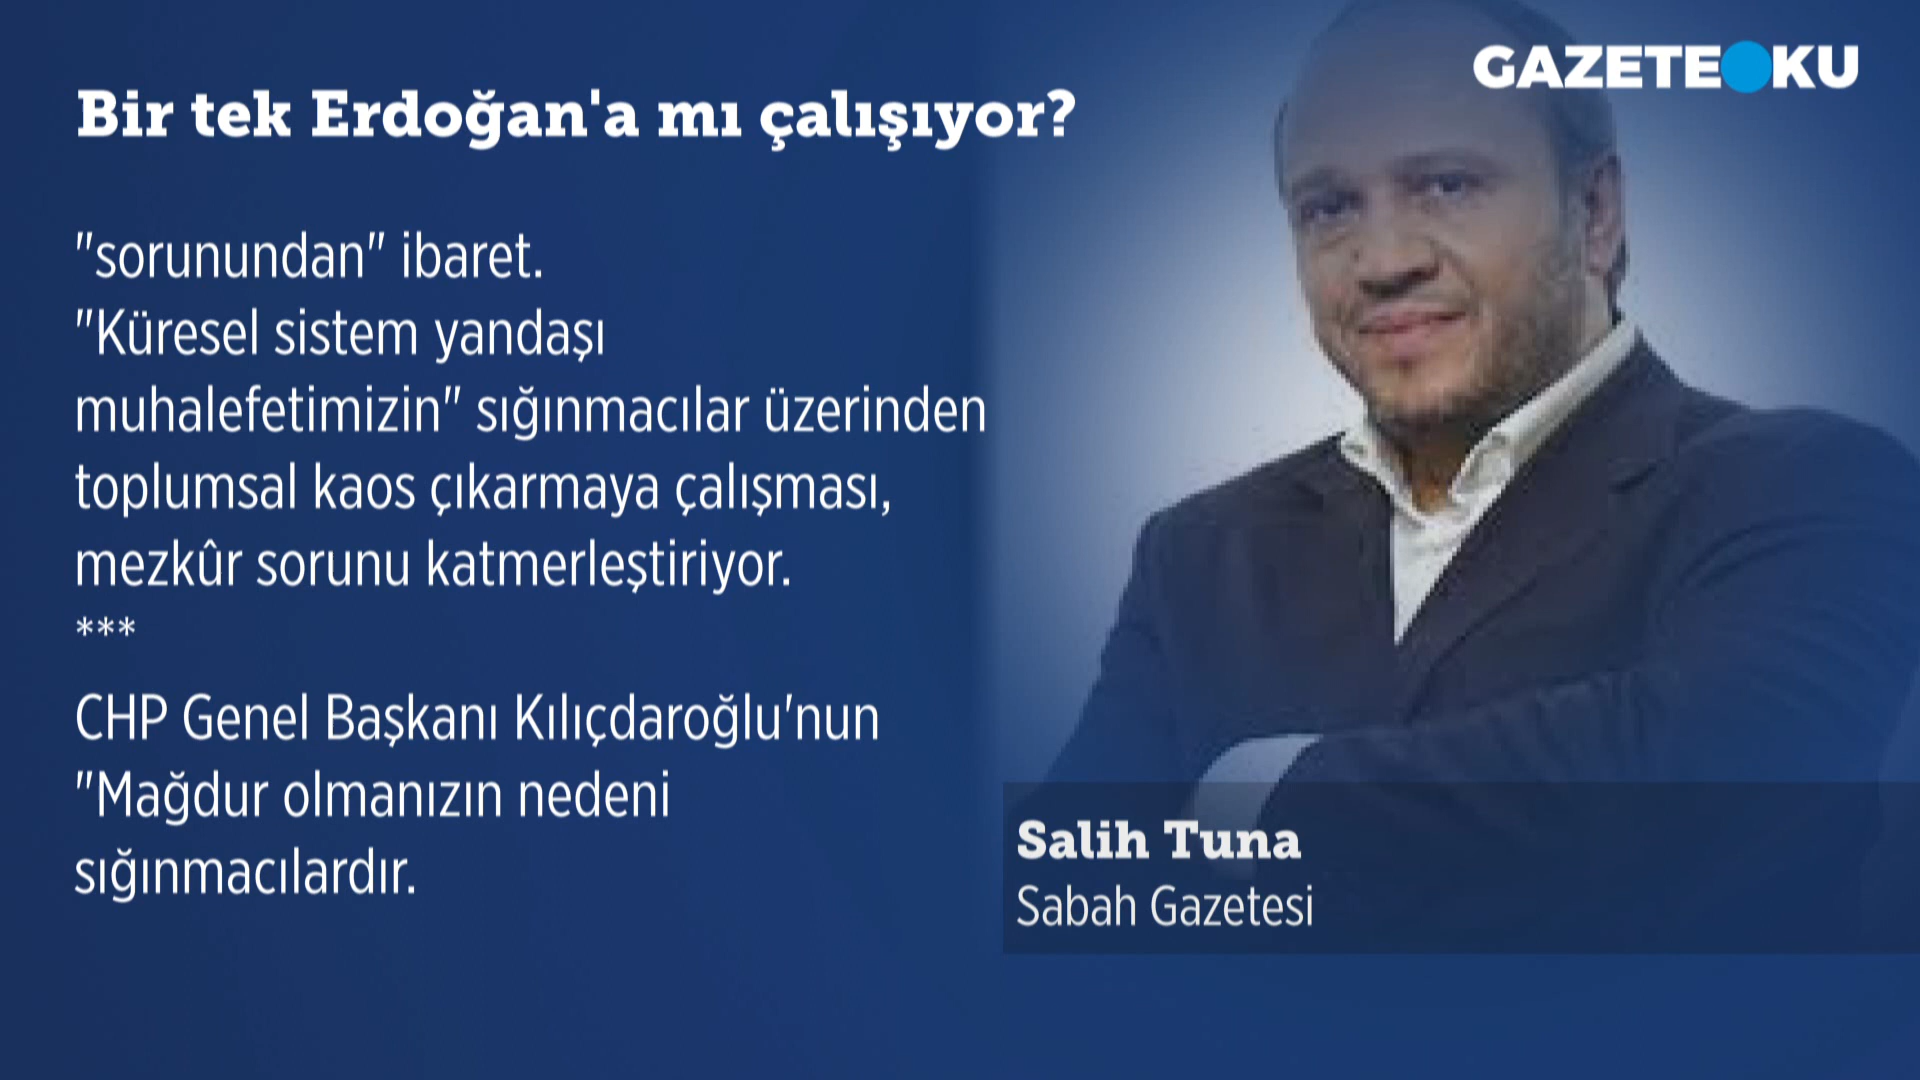 GAZETE KU
Bir tek Erdoğan'a mı çalışıyor?
"sorunundan" ibaret.
"Küresel sistem yandaşı
muhalefetimizin" sığınmacılar üzerinden
toplumsal kaos çıkarmaya çalışması,
mezkûr sorunu katmerleştiriyor.
***
CHP Genel Başkanı Kılıçdaroğlu'nun
"Mağdur olmanızın nedeni
sığınmacılardır.
Salih Tuna
Sabah Gazetesi